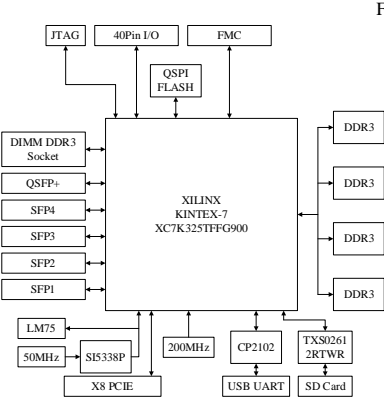 F
JTAG
40Pin I/O
FMC
QSPI
FLASH
DIMM DDR3
Socket
QSFP+
SFP4
SFP3
SFP2
SFP1
XILINX
KINTEX-7
XC7K325TFFG900
DDR3
DDR3
DDR3
DDR3
LM75
50MHz
SI5338P
200MHz
CP2102
TXS0261
2RTWR
X8 PCIE
USB UART
SD Card